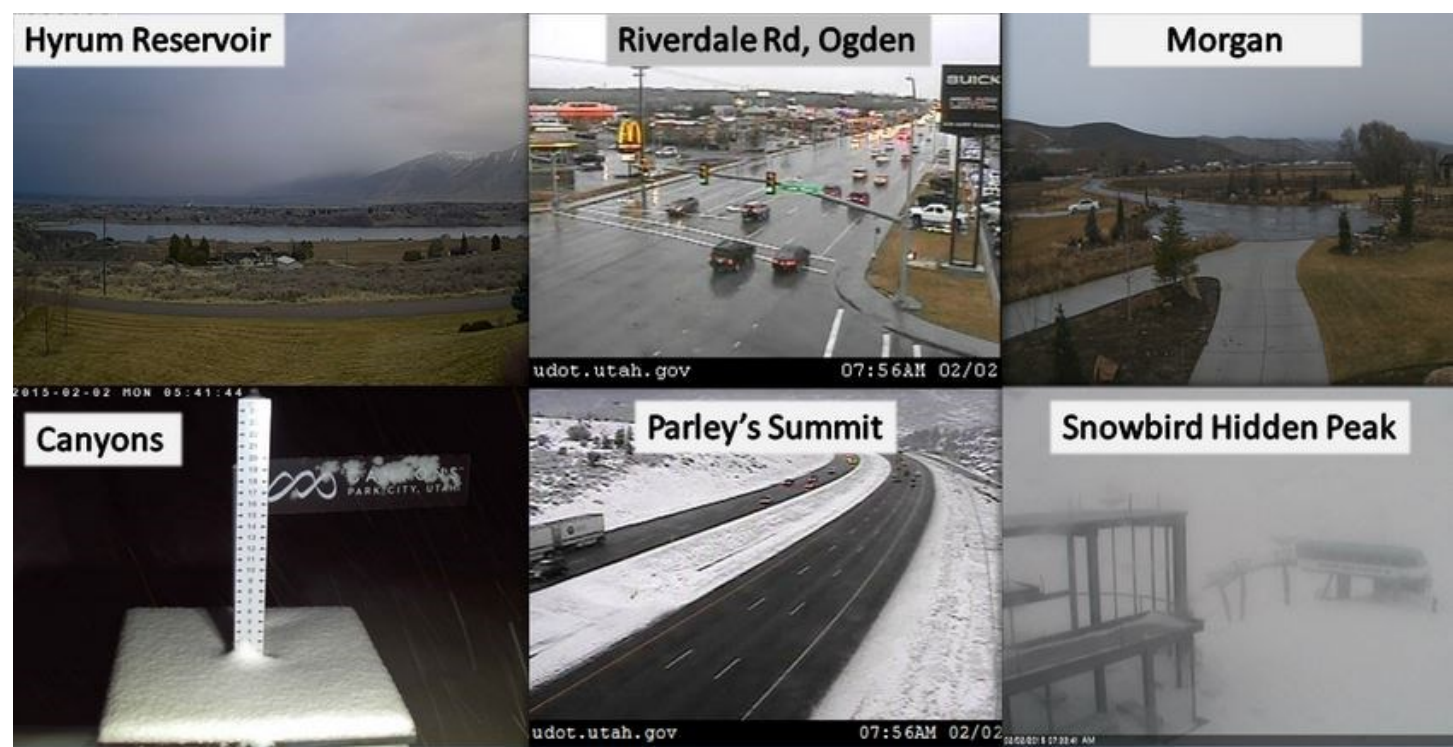 Hyrum Reservoir
Riverdale Rd, Ogden
Morgan
BUICK
GMC
udot.utah.gov 07:56AM 02/02
2015-02-02 MON 05:41:44
Canyons
PARK CITY, UTAH
Parley's Summit
udot.utah.gov 07:56AM 02/02
Snowbird Hidden Peak